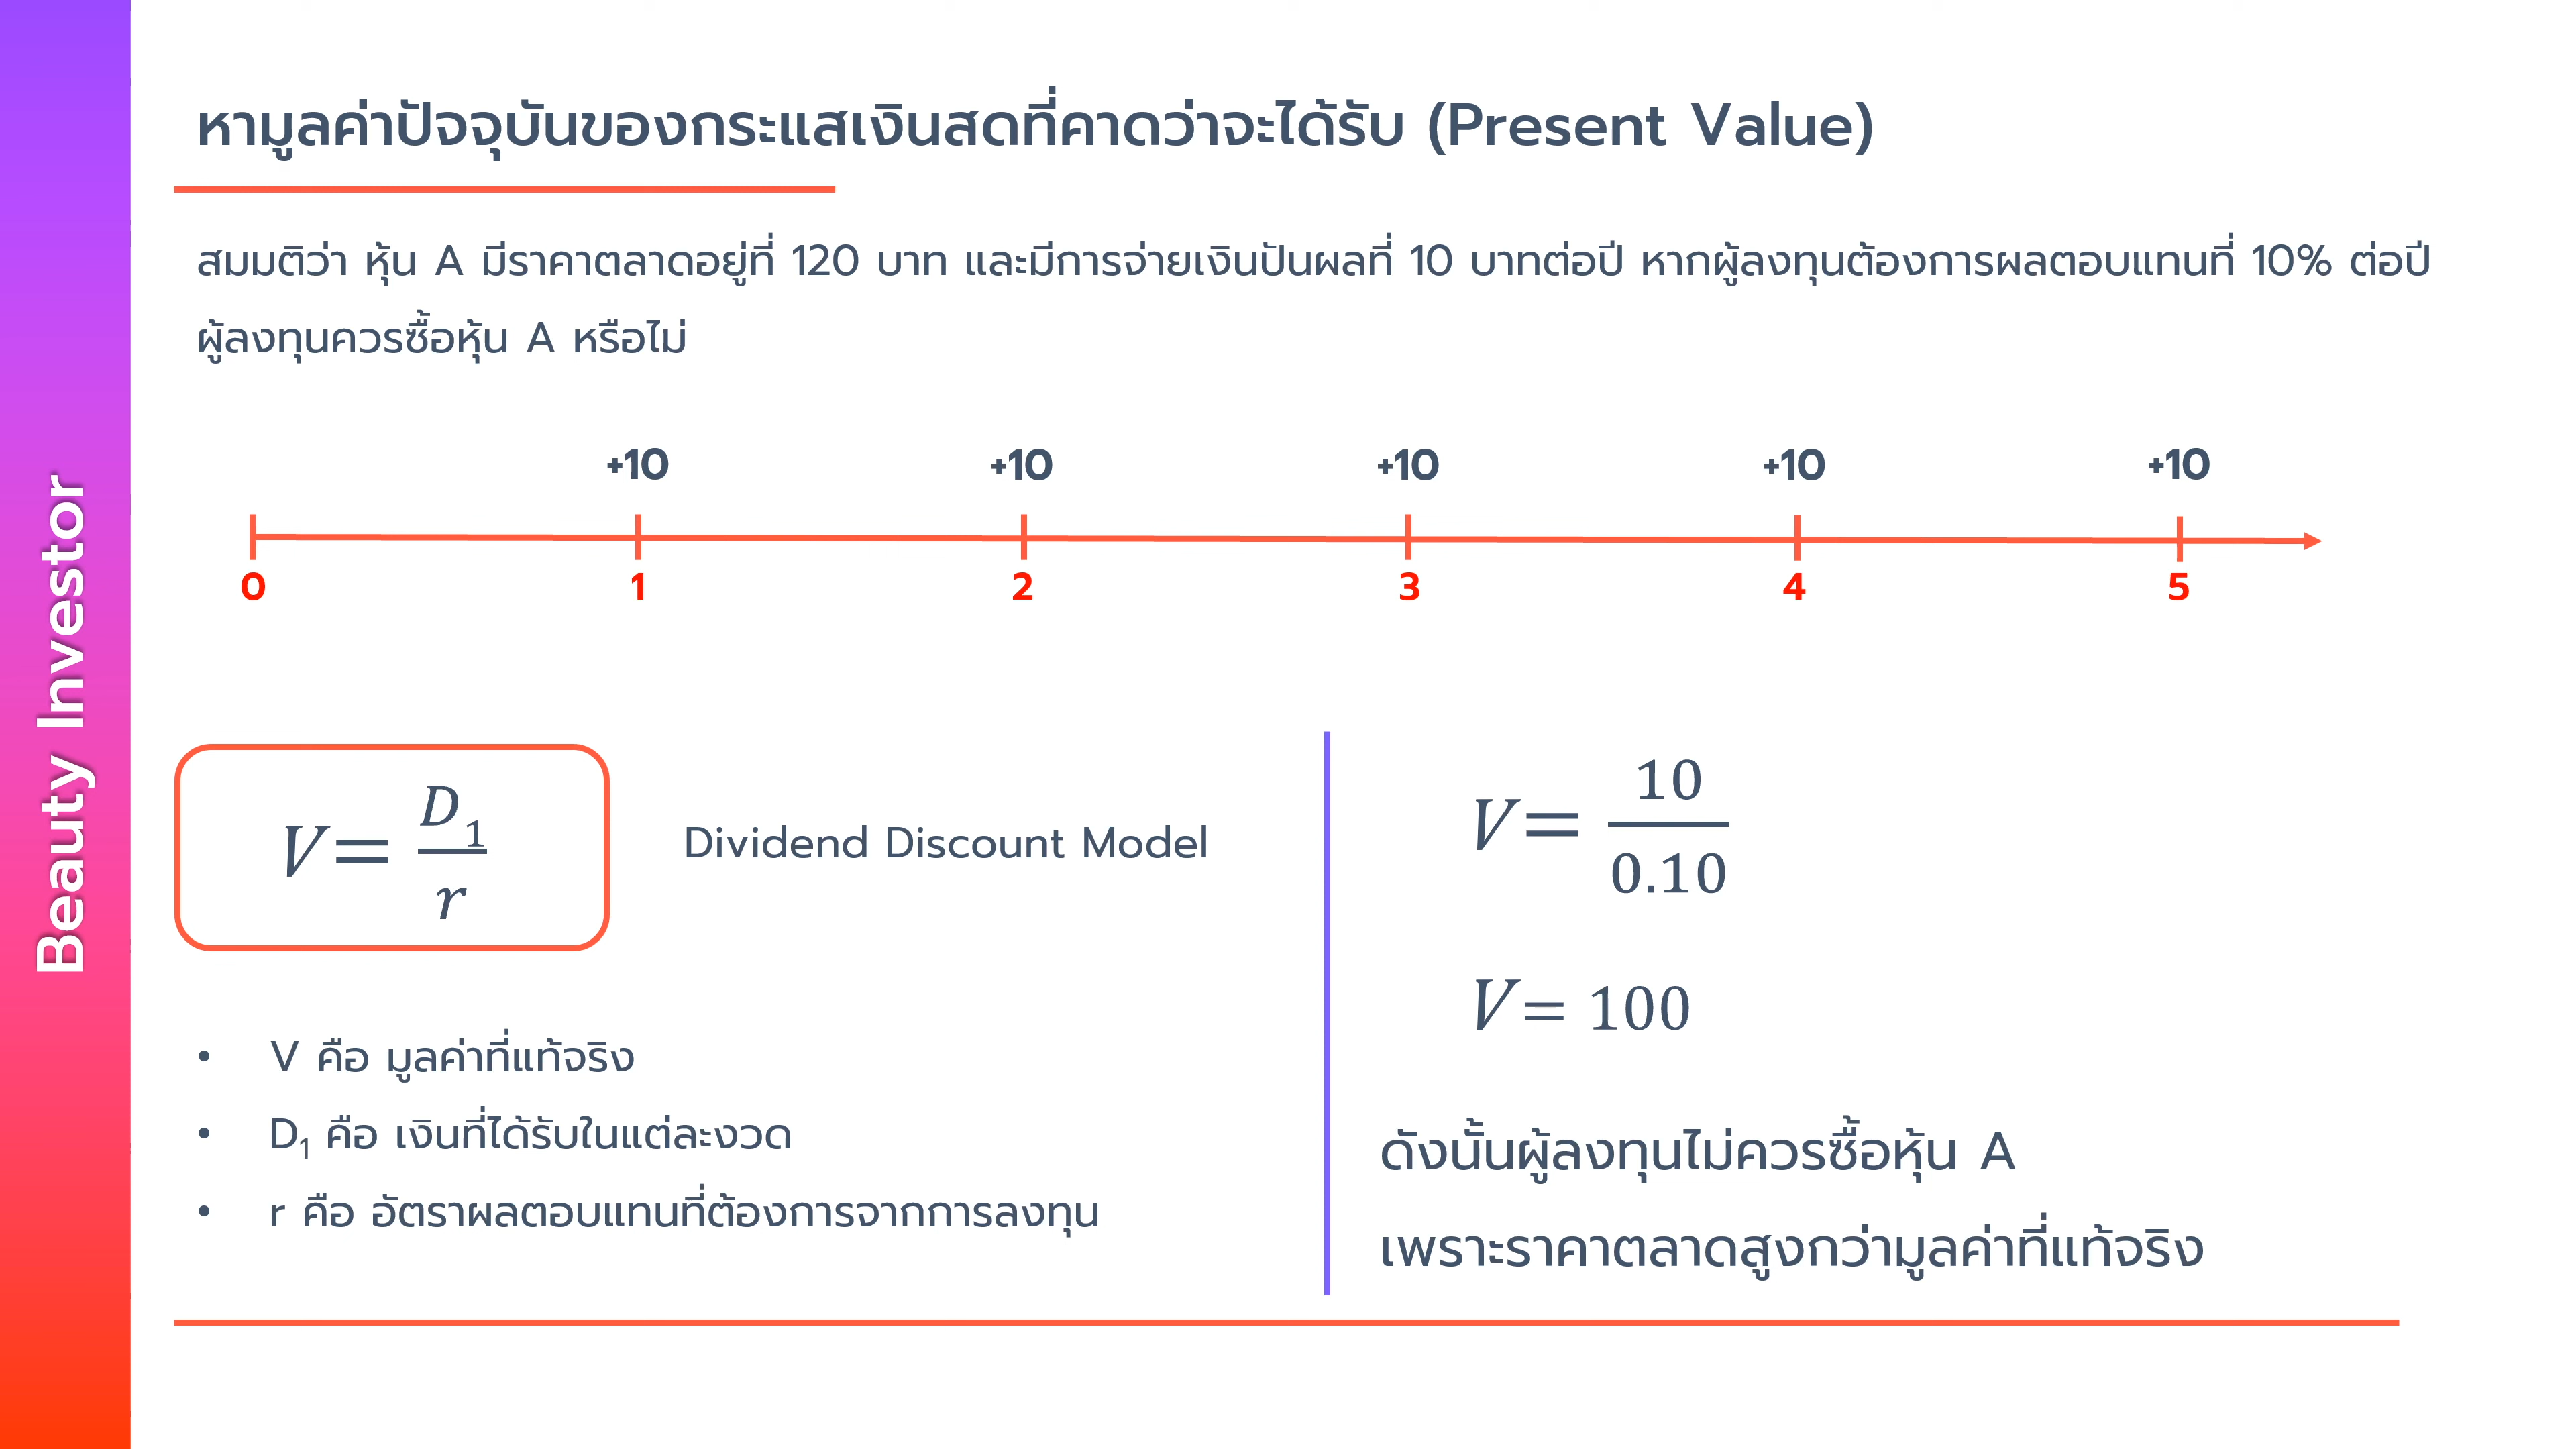 หามูลค่าปัจจุบันของกระแสเงินสดที่คาดว่าจะได้รับ (Present Value)
สมมติว่า หุ้น A มีราคาตลาดอยู่ที่ 120 บาท และมีการจ่ายเงินปันผลที่ 10 บาทต่อปี หากผู้ลงทุนต้องการผลตอบแทนที่ 10% ต่อปี
ผู้ลงทุนควรซื้อหุ้น A หรือไม่
+10 +10 +10 +10 +10
0 1 2 3 4 5
Beauty Investor
V = D₁ / r
Dividend Discount Model
• V คือ มูลค่าที่แท้จริง
• D₁ คือ เงินที่ได้รับในแต่ละงวด
• r คือ อัตราผลตอบแทนที่ต้องการจากการลงทุน
V = 10 / 0.10
V = 100
ดังนั้นผู้ลงทุนไม่ควรซื้อหุ้น A
เพราะราคาตลาดสูงกว่ามูลค่าที่แท้จริง